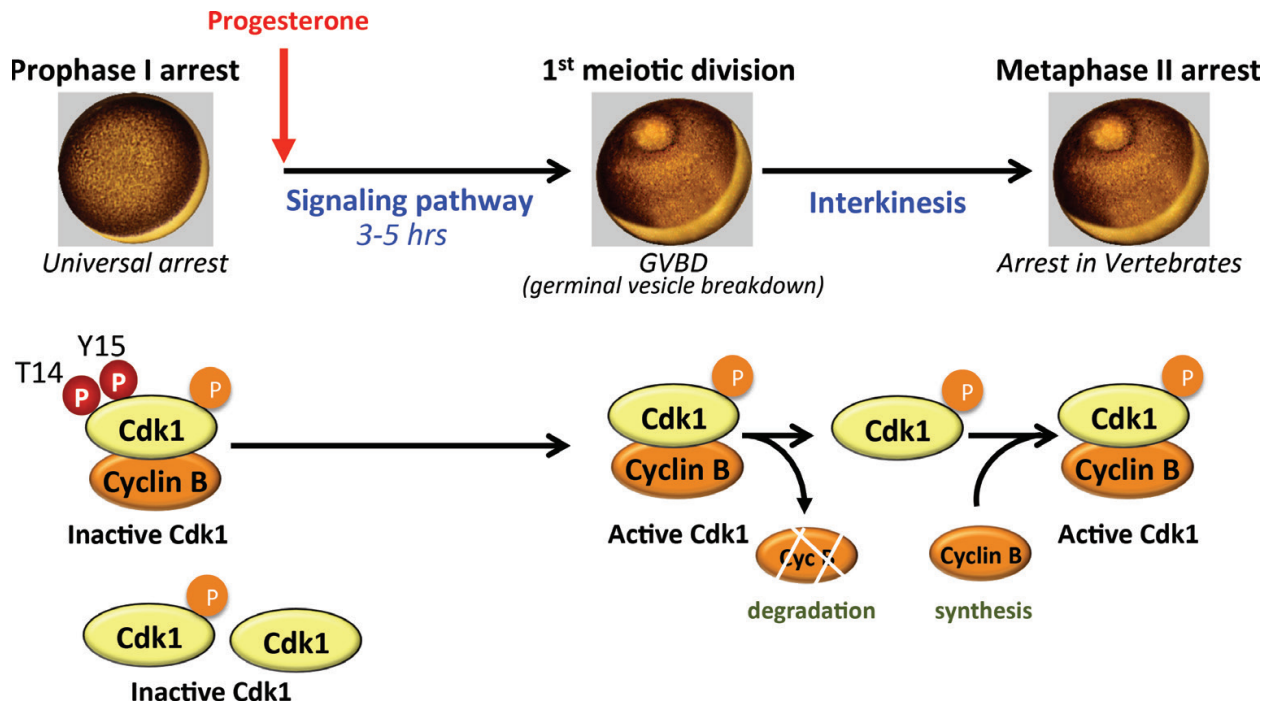 Progesterone
Prophase I arrest
1st meiotic division
Metaphase II arrest
Signaling pathway
3-5 hrs
Interkinesis
Universal arrest
GVBD
(germinal vesicle breakdown)
Arrest in Vertebrates
Y15
T14
P
P
P
Cdk1
Cyclin B
Inactive Cdk1
P
Cdk1
Cyclin B
Active Cdk1
P
Cdk1
P
Cdk1
Cyclin B
Active Cdk1
Cyc B
degradation
Cyclin B
synthesis
P
Cdk1
Cdk1
Inactive Cdk1